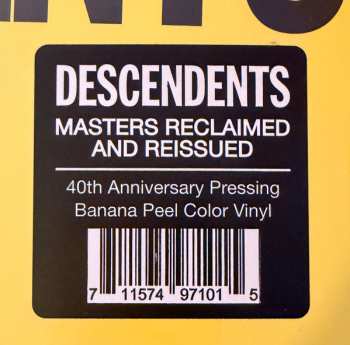 DESCENDENTS
MASTERS RECLAIMED
AND REISSUED
40th Anniversary Pressing
Banana Peel Color Vinyl
7 11574 97101 5